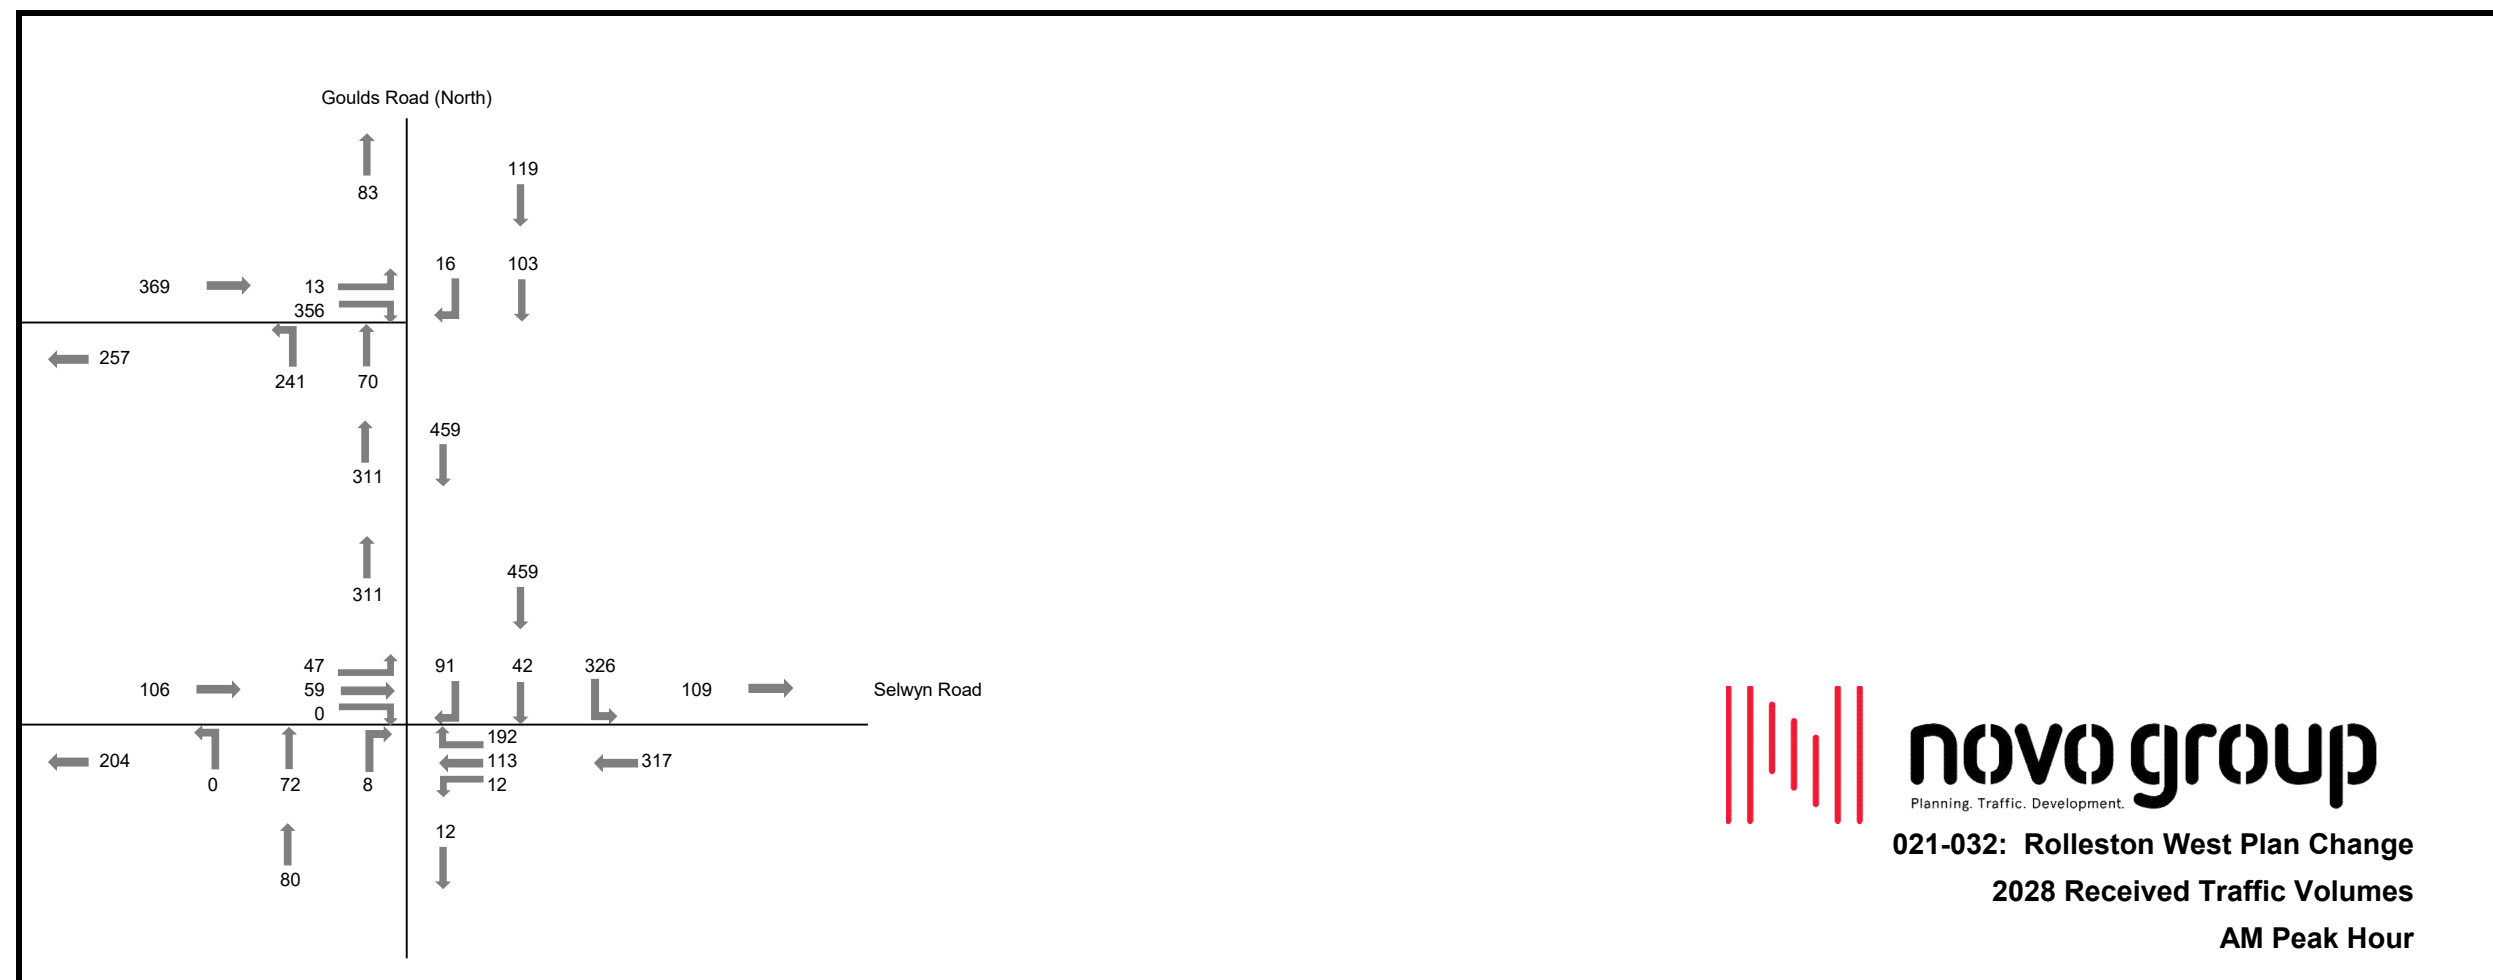 Goulds Road (North)
119
83
16 103
369 13
356
257
241 70
459
311
459
311
47 91 42 326
106 59 109 Selwyn Road
0
192
204 113 317
0 72 8 12
12
80
novo group
Planning. Traffic. Development.
021-032: Rolleston West Plan Change
2028 Received Traffic Volumes
AM Peak Hour